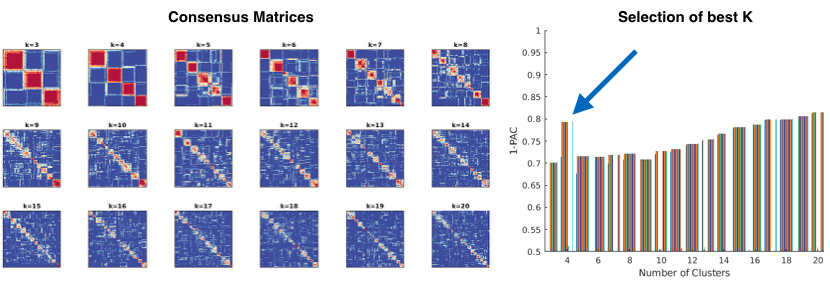 Consensus Matrices
k=3 k=4 k=5 k=6 k=7 k=8
k=9 k=10 k=11 k=12 k=13 k=14
k=15 k=16 k=17 k=18 k=19 k=20
Selection of best K
1
0.95
0.9
0.85
0.8
0.75
0.7
0.65
0.6
0.55
0.5
1-PAC
4 6 8 10 12 14 16 18 20
Number of Clusters